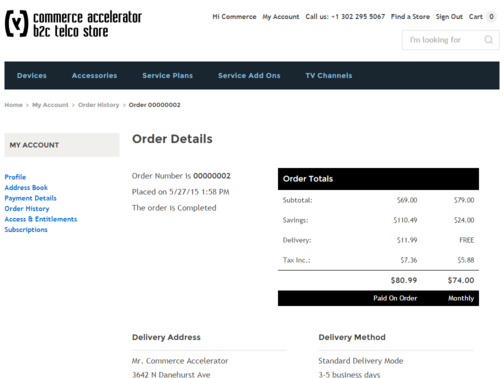 commerce accelerator
b2c telco store
Hi Commerce My Account Call us: +1 302 295 5067 Find a Store Sign Out Cart 0
I'm looking for
Devices Accessories Service Plans Service Add Ons TV Channels
Home > My Account > Order History > Order 00000002
MY ACCOUNT
Profile
Address Book
Payment Details
Order History
Access & Entitlements
Subscriptions
Order Details
Order Number is 00000002
Placed on 5/27/15 1:58 PM
The order is Completed
Order Totals
Subtotal: $69.00 $79.00
Savings: $110.49 $24.00
Delivery: $11.99 FREE
Tax Inc.: $7.36 $5.88
$80.99 $74.00
Paid On Order Monthly
Delivery Address
Mr. Commerce Accelerator
3642 N Danehurst Ave
Delivery Method
Standard Delivery Mode
3-5 business days